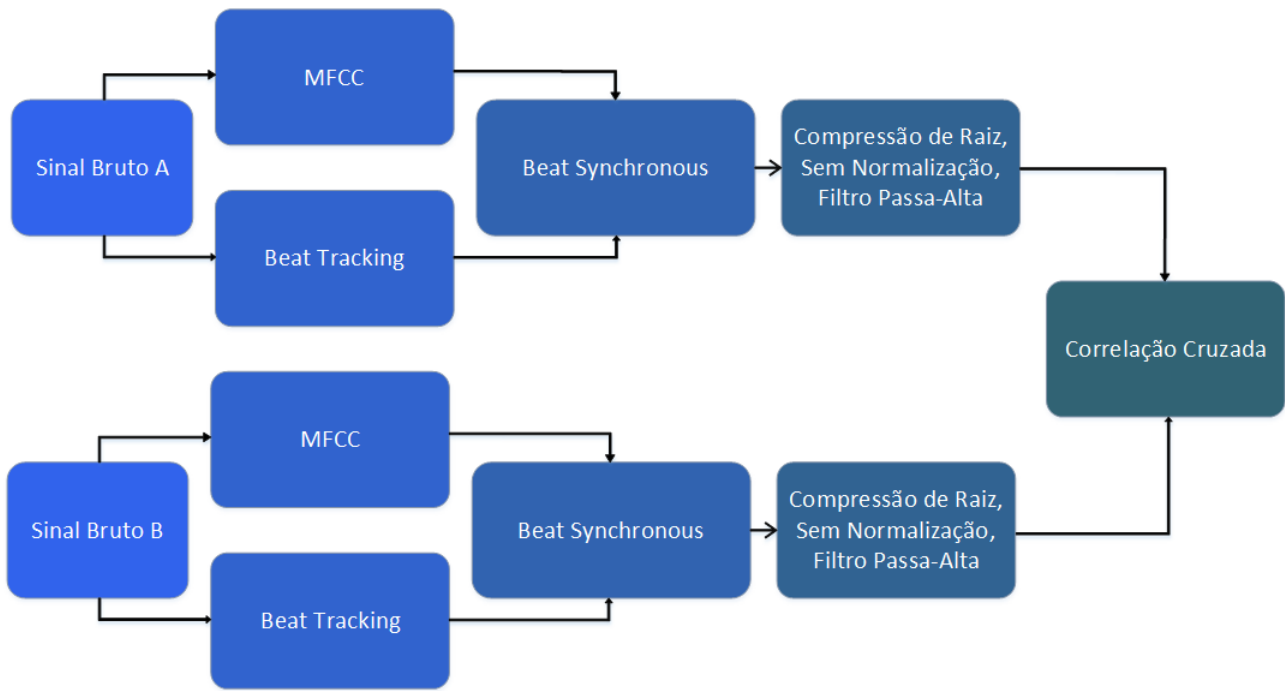 MFCC
Sinal Bruto A
Beat Synchronous
Compressão de Raiz,
Sem Normalização,
Filtro Passa-Alta
Beat Tracking
Correlação Cruzada
MFCC
Sinal Bruto B
Beat Synchronous
Compressão de Raiz,
Sem Normalização,
Filtro Passa-Alta
Beat Tracking